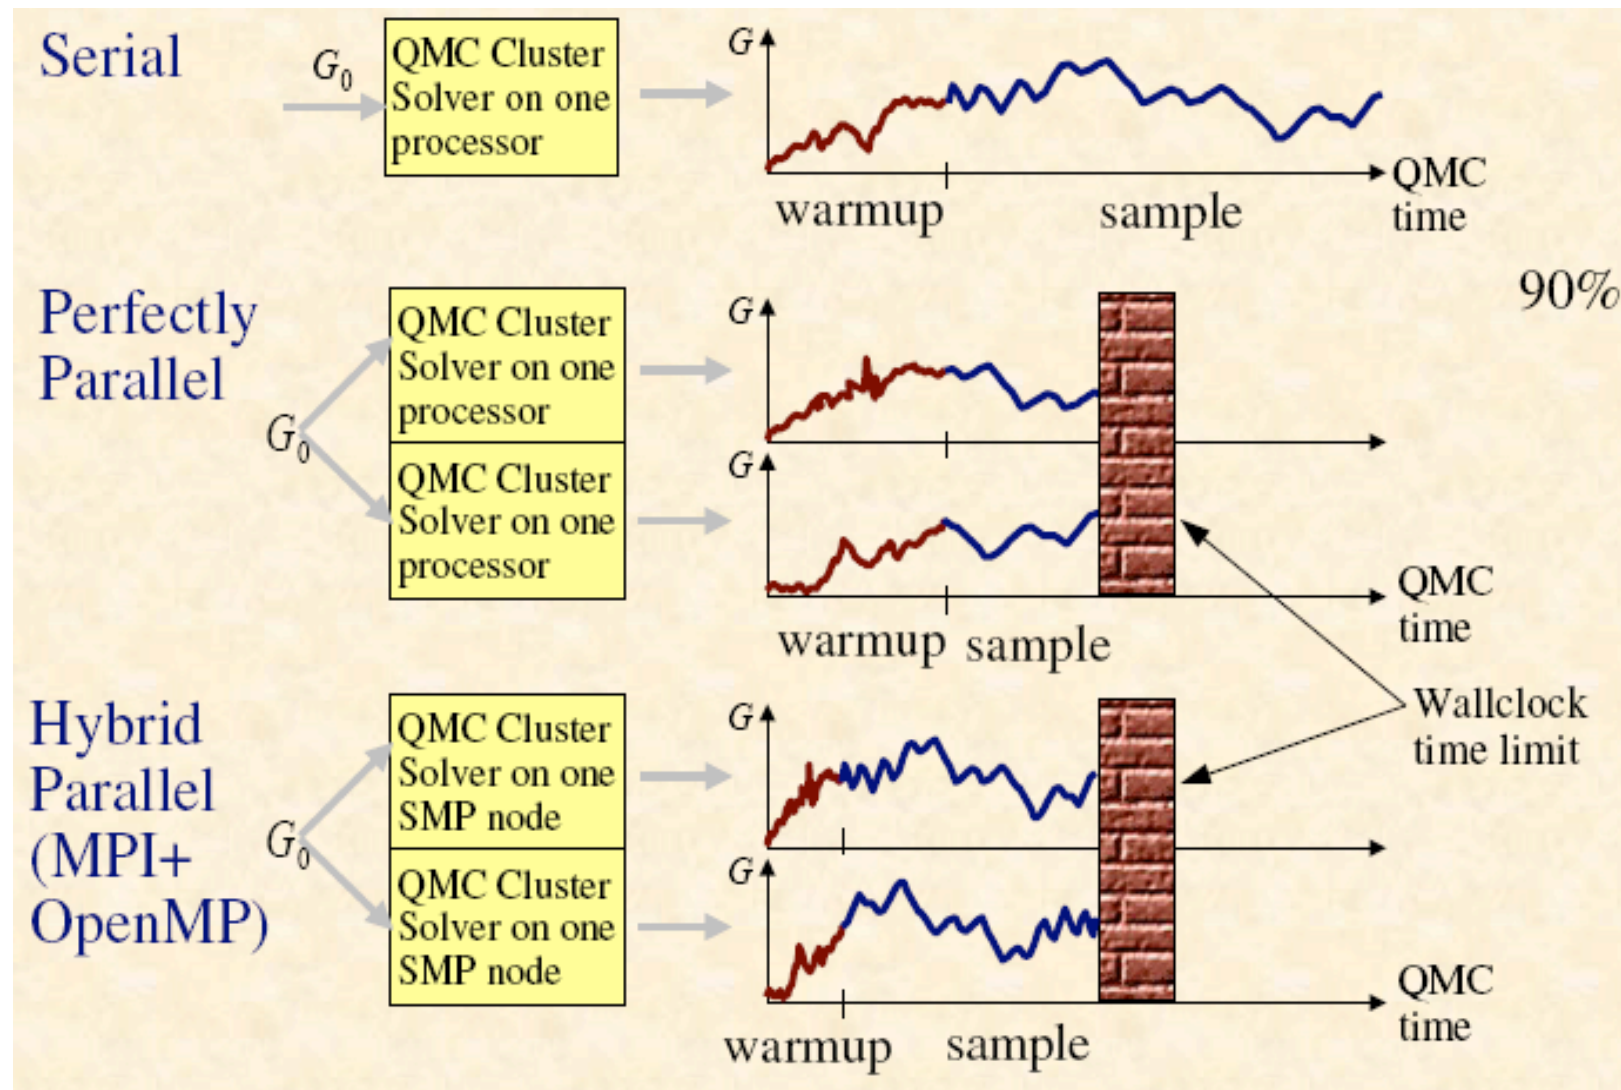 Serial
G0
QMC Cluster
Solver on one
processor
G
warmup
sample
QMC
time
90%
Perfectly
Parallel
G0
QMC Cluster
Solver on one
processor
QMC Cluster
Solver on one
processor
G
G
warmup
sample
QMC
time
Wallclock
time limit
Hybrid
Parallel
(MPI+
OpenMP)
G0
QMC Cluster
Solver on one
SMP node
QMC Cluster
Solver on one
SMP node
G
G
warmup
sample
QMC
time